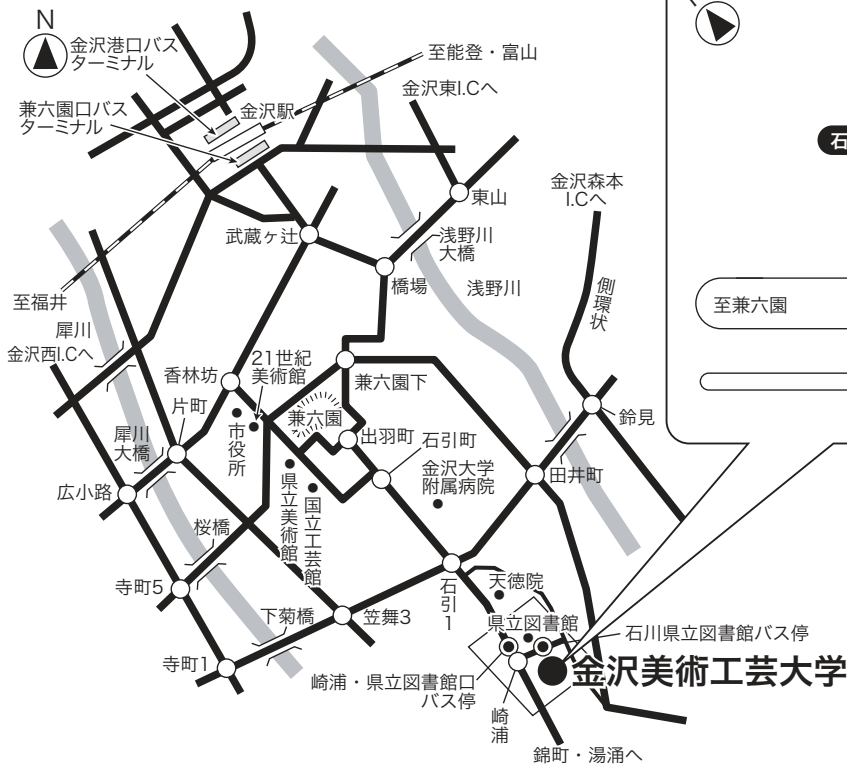 N
金沢港口バス
ターミナル
至能登・富山
金沢東I.Cへ
兼六園口バス
ターミナル
金沢駅
石
金沢森本
I.Cへ
東山
武蔵ヶ辻
浅野川
大橋
橋場
浅野川
側環状
至兼六園
至福井
犀川
金沢西I.Cへ
香林坊
21世紀
美術館
兼六園下
片町
兼六園
鈴見
市役所
出羽町
石引町
犀川
大橋
金沢大学
附属病院
田井町
広小路
県立美術館
国立工芸館
桜橋
寺町5
天徳院
石引1
下菊橋
笠舞3
県立図書館
石川県立図書館バス停
寺町1
金沢美術工芸大学
崎浦・県立図書館口
バス停
崎浦
錦町・湯涌へ